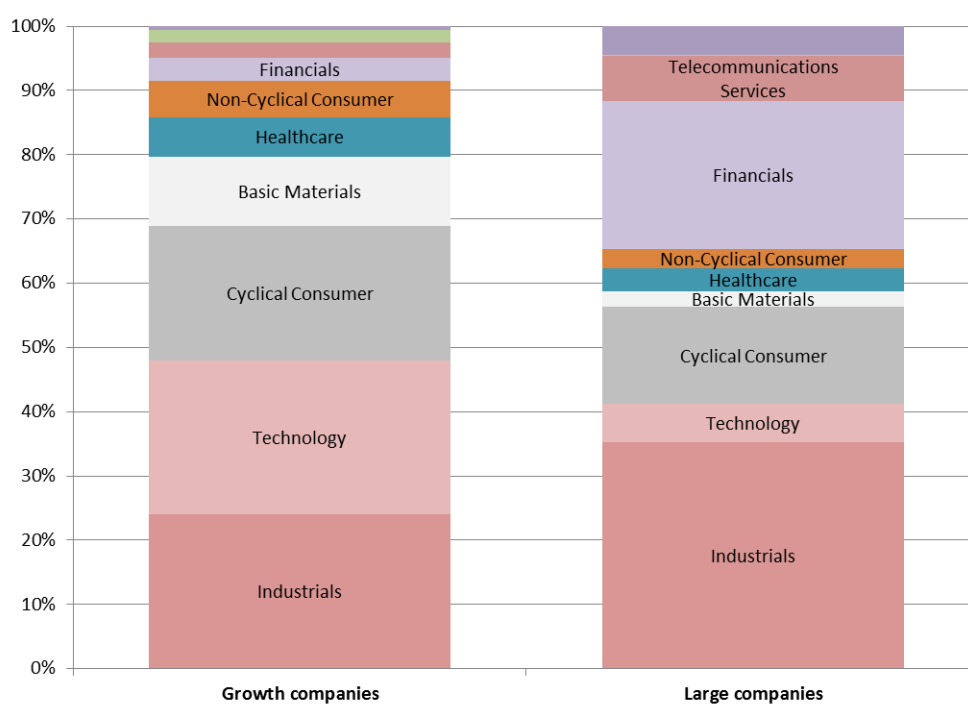 100%
90%
80%
70%
60%
50%
40%
30%
20%
10%
0%
Financials
Non-Cyclical Consumer
Healthcare
Basic Materials
Cyclical Consumer
Technology
Industrials
Growth companies
Telecommunications
Services
Financials
Non-Cyclical Consumer
Healthcare
Basic Materials
Cyclical Consumer
Technology
Industrials
Large companies